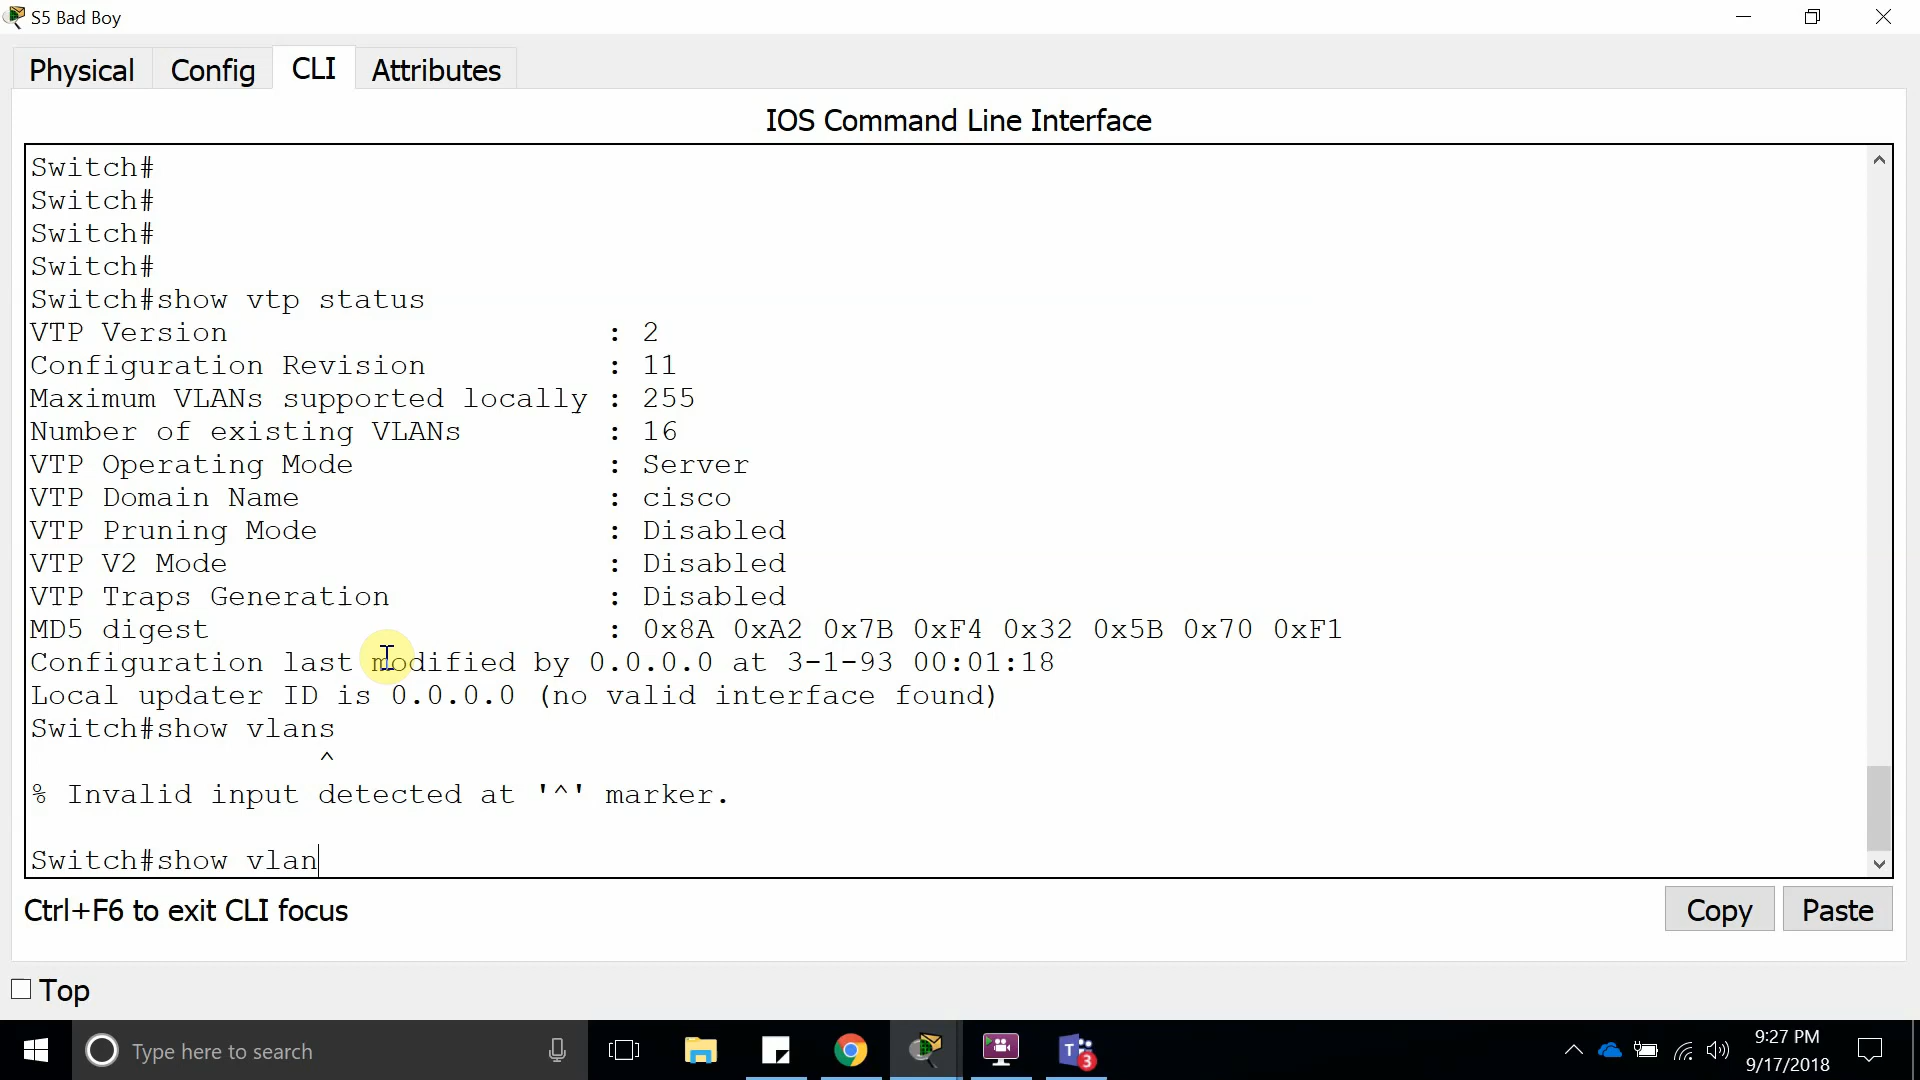 S5 Bad Boy
Physical Config CLI Attributes
IOS Command Line Interface
Switch#
Switch#
Switch#
Switch#
Switch#show vtp status
VTP Version : 2
Configuration Revision : 11
Maximum VLANs supported locally : 255
Number of existing VLANs : 16
VTP Operating Mode : Server
VTP Domain Name : cisco
VTP Pruning Mode : Disabled
VTP V2 Mode : Disabled
VTP Traps Generation : Disabled
MD5 digest : 0x8A 0xA2 0x7B 0xF4 0x32 0x5B 0x70 0xF1
Configuration last modified by 0.0.0.0 at 3-1-93 00:01:18
Local updater ID is 0.0.0.0 (no valid interface found)
Switch#show vlans
^
% Invalid input detected at '^' marker.
Switch#show vlan
Ctrl+F6 to exit CLI focus
Copy Paste
Top
Type here to search
T
3
9:27 PM
9/17/2018